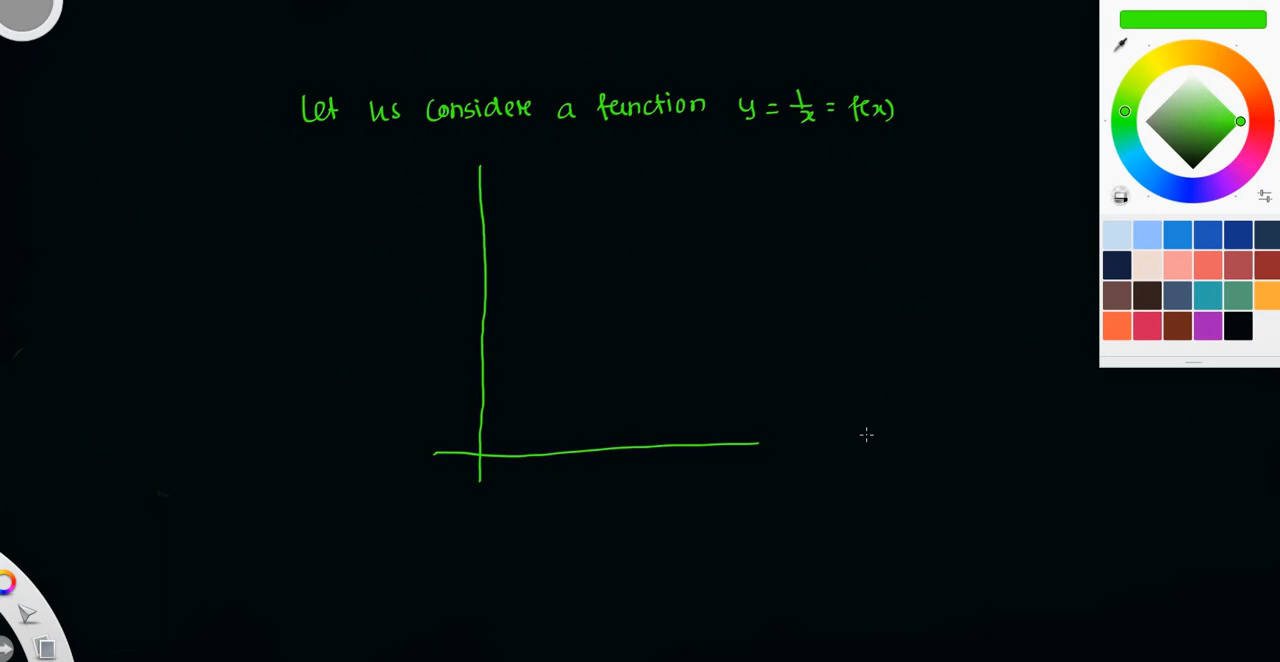 Let us considere a function y = 1/x = f(x)